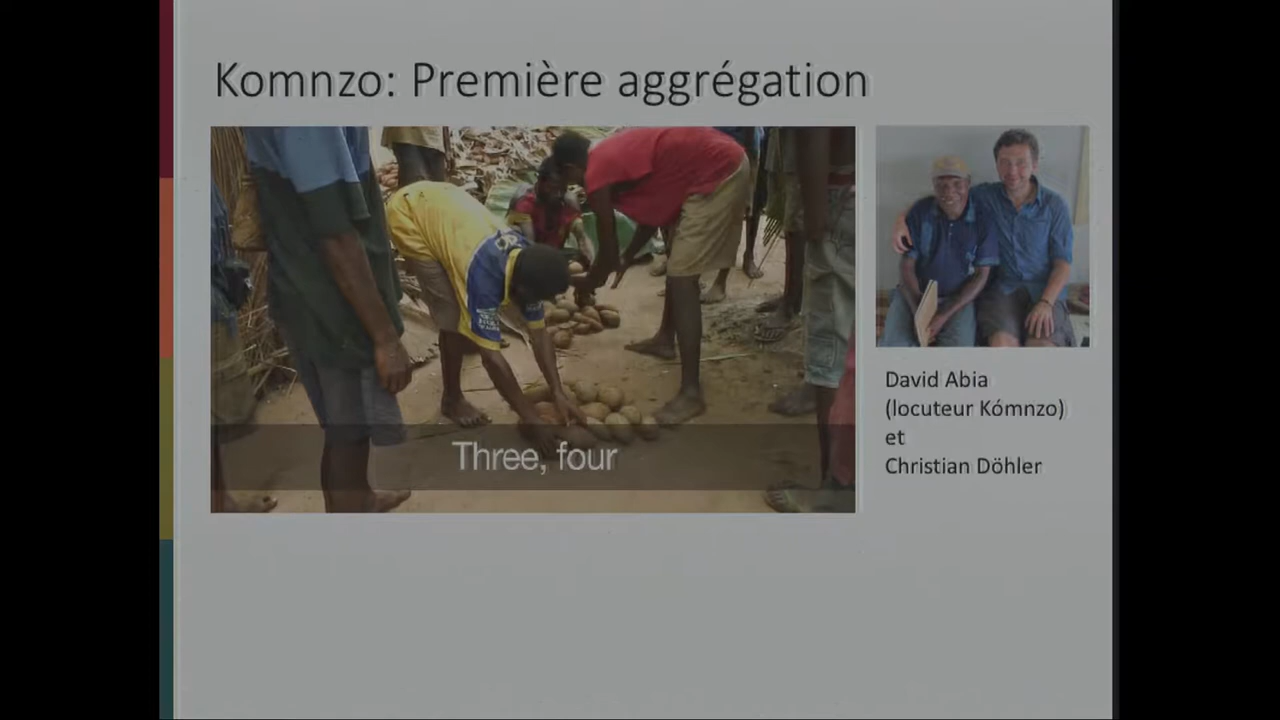 Komnzo: Première aggrégation
Three, four
David Abia
(locuteur Kómnzo)
et
Christian Döhler